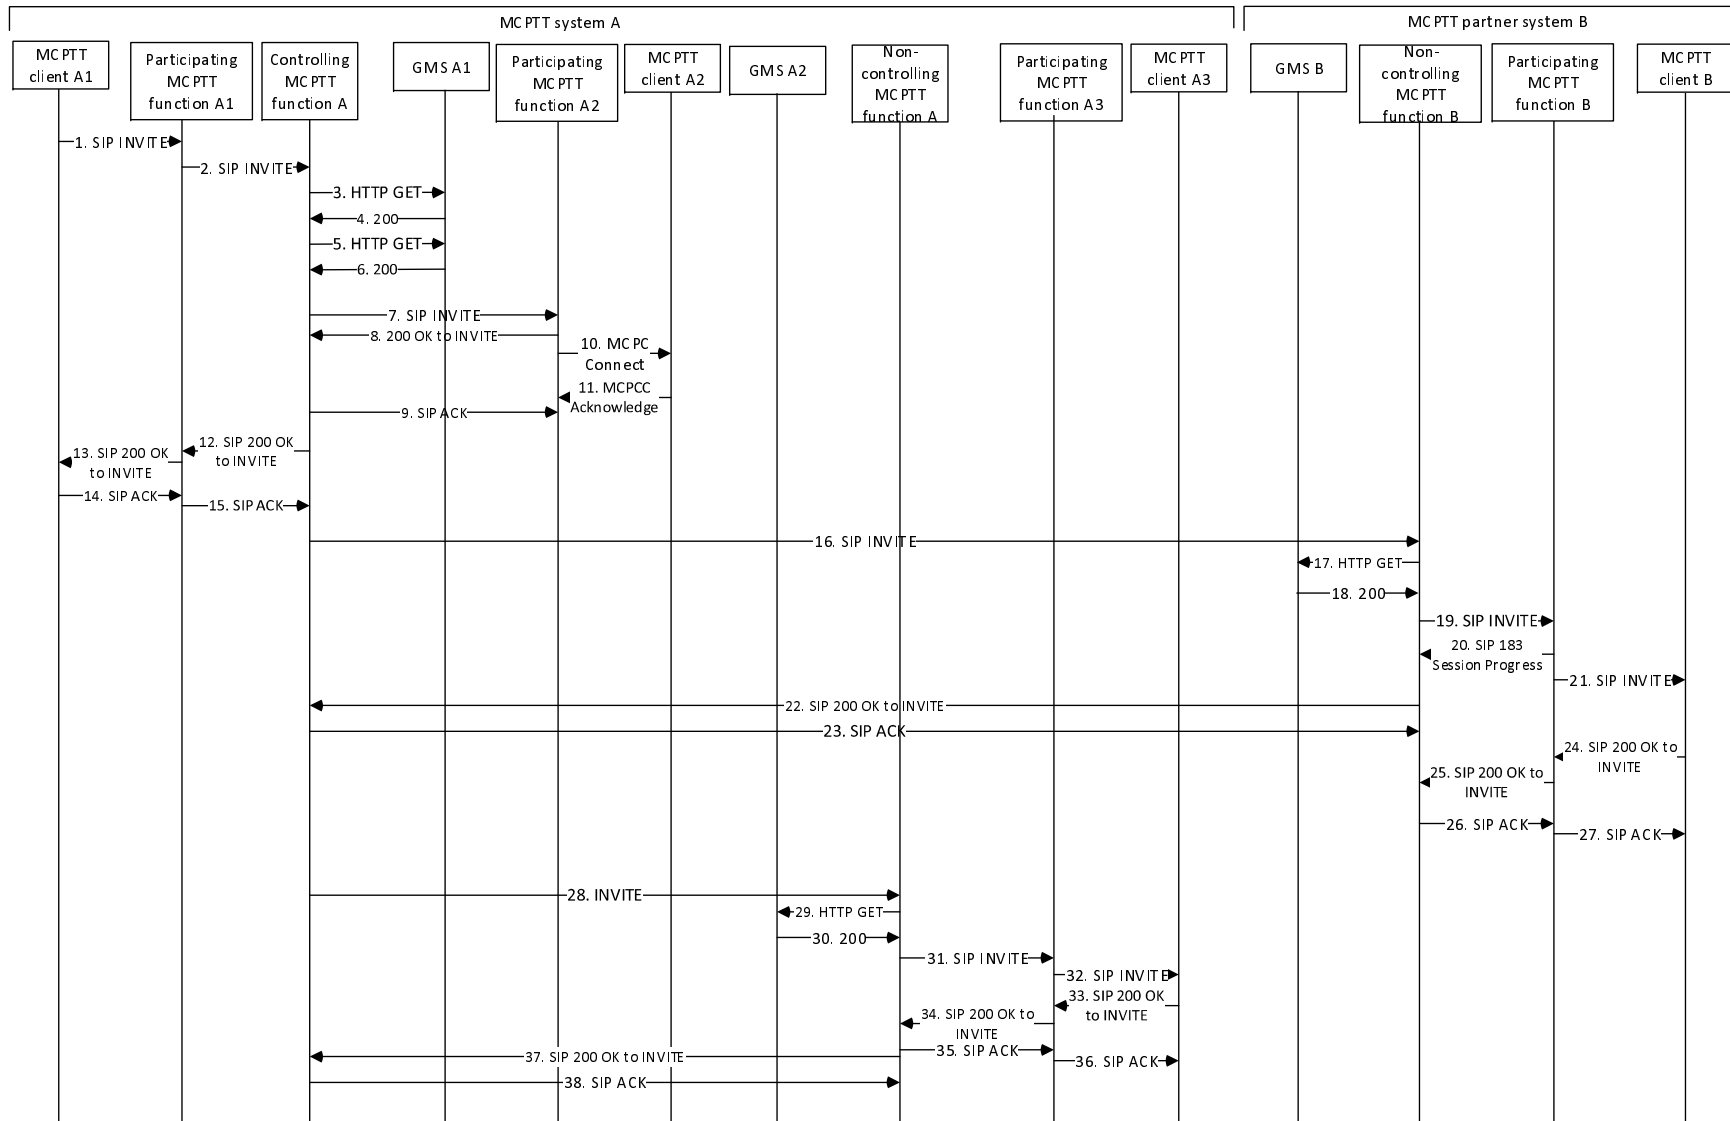 MCPTT system A
MCPTT partner system B
MCPTT
client A1
Participating
MCPTT
function A1
Controlling
MCPTT
function A
GMS A1
Participating
MCPTT
function A2
MCPTT
client A2
GMS A2
Non-
controlling
MCPTT
function A
Participating
MCPTT
function A3
MCPTT
client A3
GMS B
Non-
controlling
MCPTT
function B
Participating
MCPTT
function B
MCPTT
client B
1. SIP INVITE
2. SIP INVITE
3. HTTP GET
4. 200
5. HTTP GET
6. 200
7. SIP INVITE
8. 200 OK to INVITE
10. MCPC
Connect
11. MCPCC
Acknowledge
9. SIP ACK
12. SIP 200 OK
to INVITE
13. SIP 200 OK
to INVITE
14. SIP ACK
15. SIP ACK
16. SIP INVITE
17. HTTP GET
18. 200
19. SIP INVITE
20. SIP 183
Session Progress
21. SIP INVITE
22. SIP 200 OK to INVITE
23. SIP ACK
24. SIP 200 OK to
INVITE
25. SIP 200 OK to
INVITE
26. SIP ACK
27. SIP ACK
28. INVITE
29. HTTP GET
30. 200
31. SIP INVITE
32. SIP INVITE
33. SIP 200 OK
to INVITE
34. SIP 200 OK to
INVITE
35. SIP ACK
36. SIP ACK
37. SIP 200 OK to INVITE
38. SIP ACK